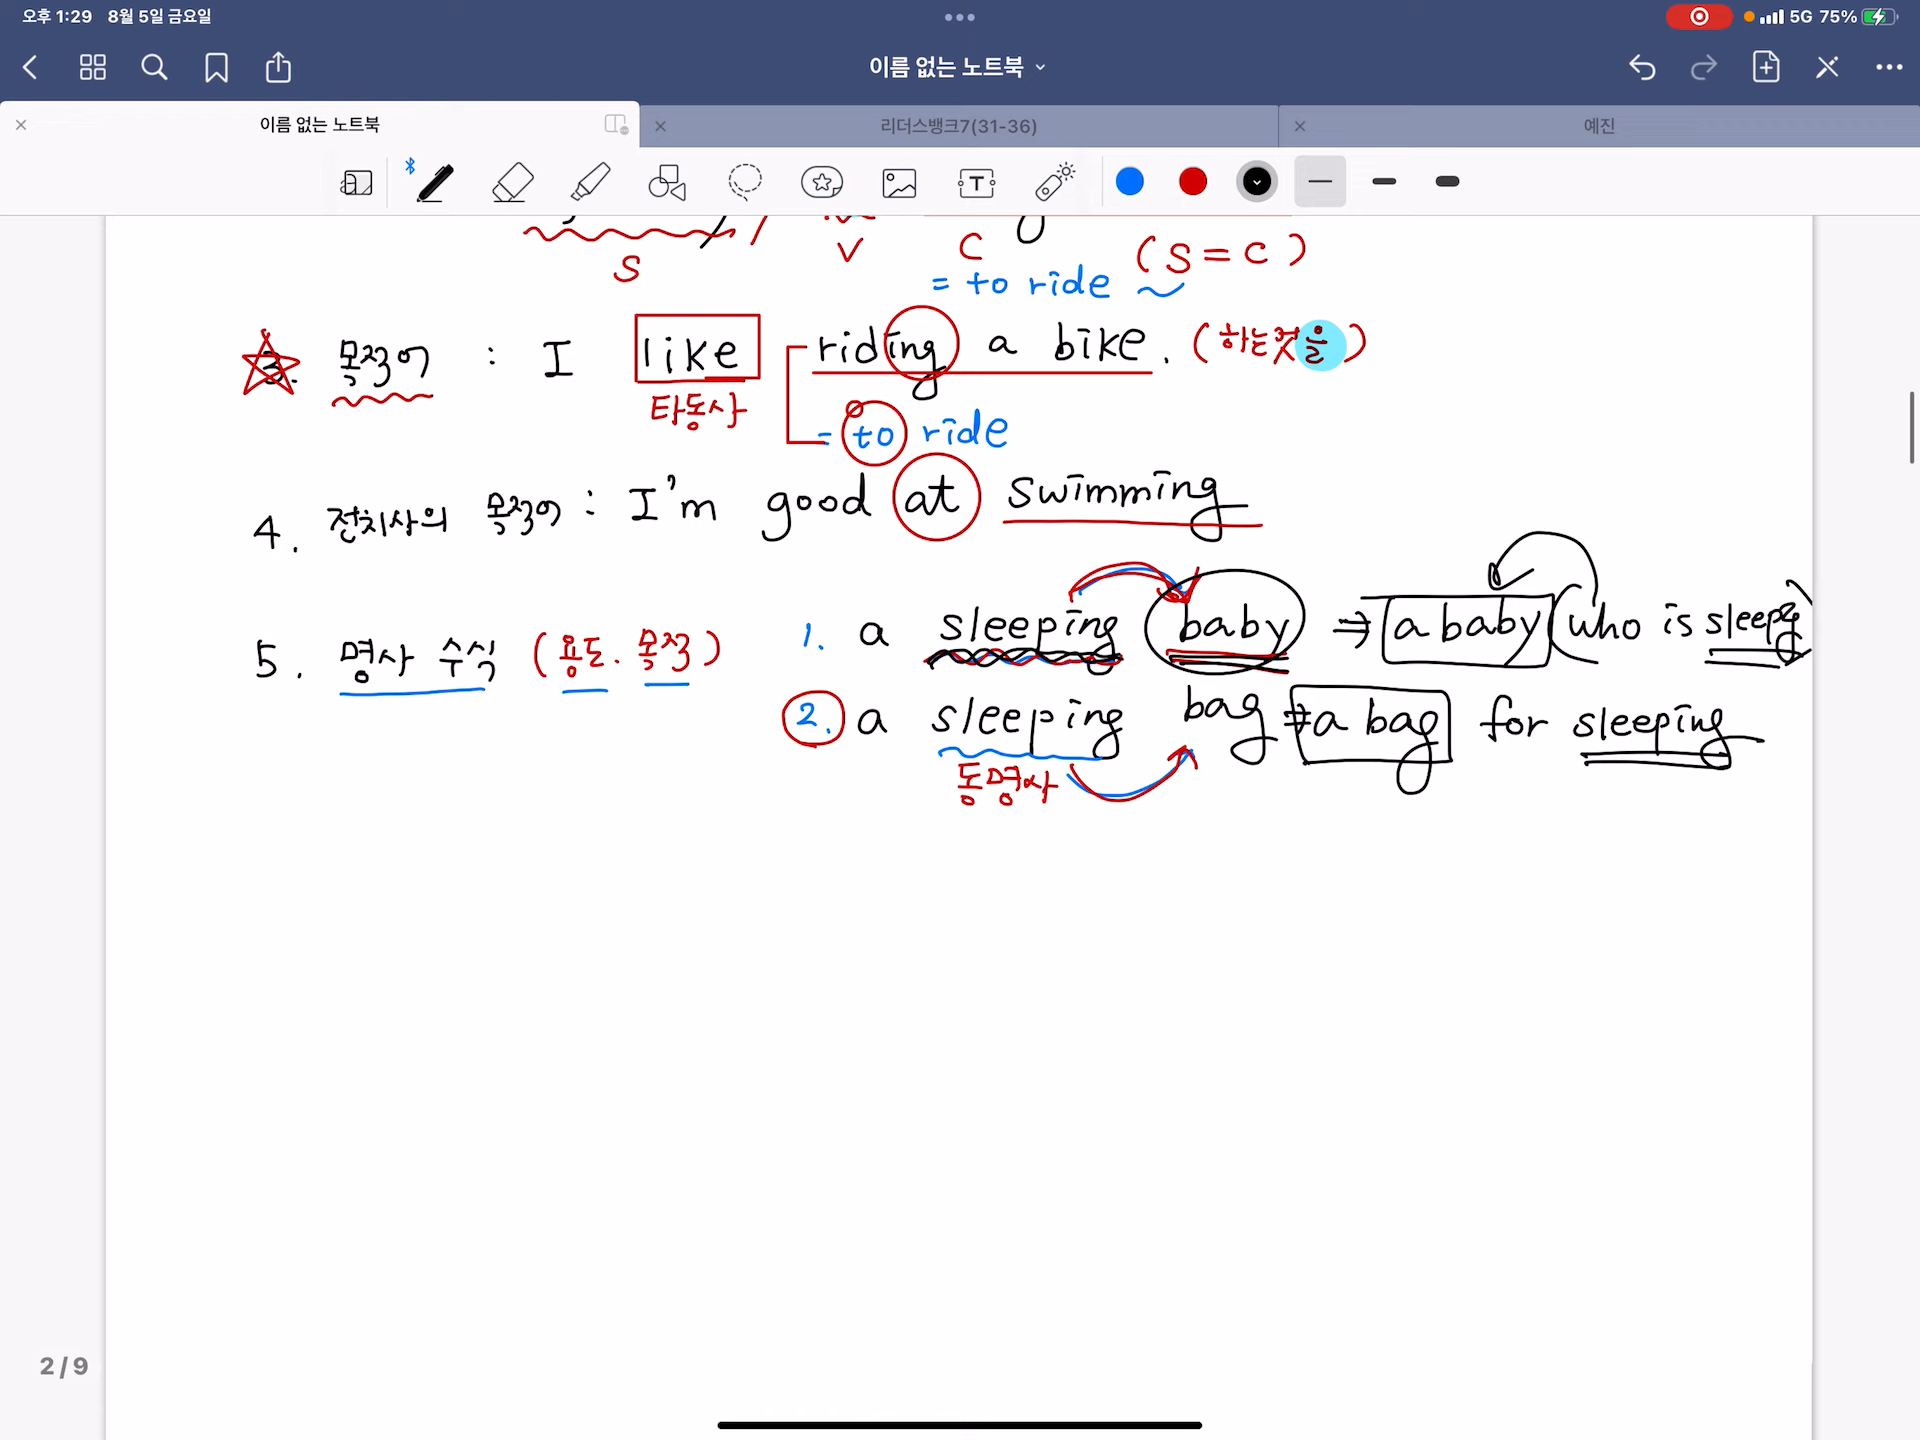 오후 1:29 8월 5일 금요일
5G 75%
이름 없는 노트북
이름 없는 노트북
리더스뱅크7(31-36)
예진
S V C (S = C)
= to ride
3. 목적어 : I like riding a bike. (하는것을)
타동사
= to ride
4. 전치사의 목적어 : I'm good at swimming
5. 명사 수식 (용도. 목적) 1. a sleeping baby ⇒ a baby (who is sleeping)
2. a sleeping bag ⇒ a bag for sleeping
동명사
2 / 9